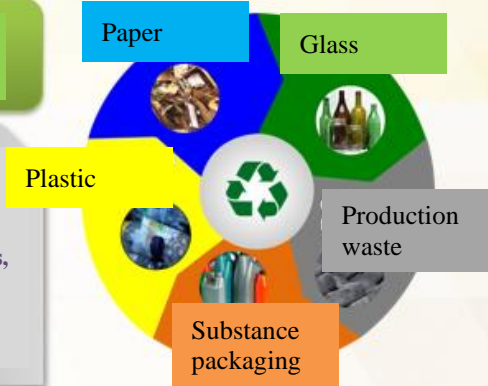 Paper
Glass
Plastic
Production
waste
Substance
packaging